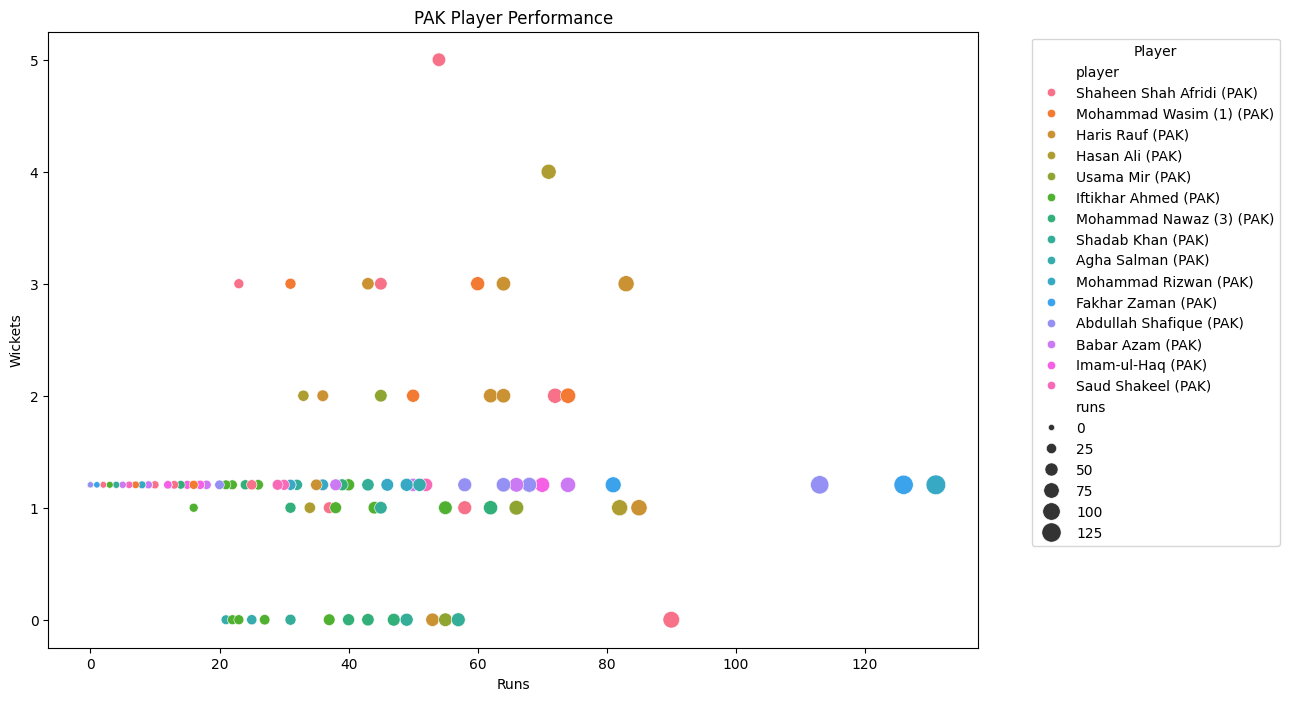 PAK Player Performance
5
4
3
2
1
0
Wickets
0
20
40
60
80
100
120
Runs
Player
player
Shaheen Shah Afridi (PAK)
Mohammad Wasim (1) (PAK)
Haris Rauf (PAK)
Hasan Ali (PAK)
Usama Mir (PAK)
Iftikhar Ahmed (PAK)
Mohammad Nawaz (3) (PAK)
Shadab Khan (PAK)
Agha Salman (PAK)
Mohammad Rizwan (PAK)
Fakhar Zaman (PAK)
Abdullah Shafique (PAK)
Babar Azam (PAK)
Imam-ul-Haq (PAK)
Saud Shakeel (PAK)
runs
0
25
50
75
100
125